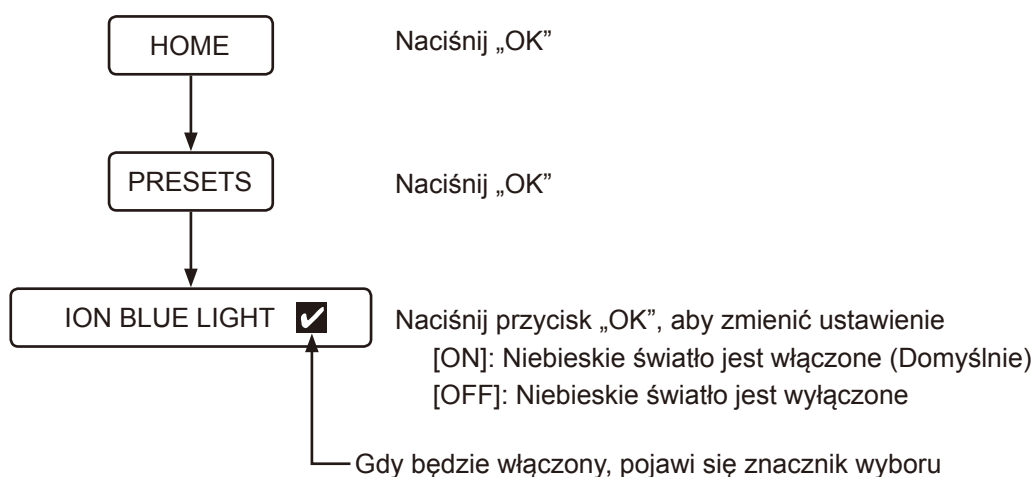 HOME
Naciśnij „OK”
PRESETS
Naciśnij „OK”
ION BLUE LIGHT ✔
Naciśnij przycisk „OK”, aby zmienić ustawienie
[ON]: Niebieskie światło jest włączone (Domyślnie)
[OFF]: Niebieskie światło jest wyłączone
Gdy będzie włączony, pojawi się znacznik wyboru